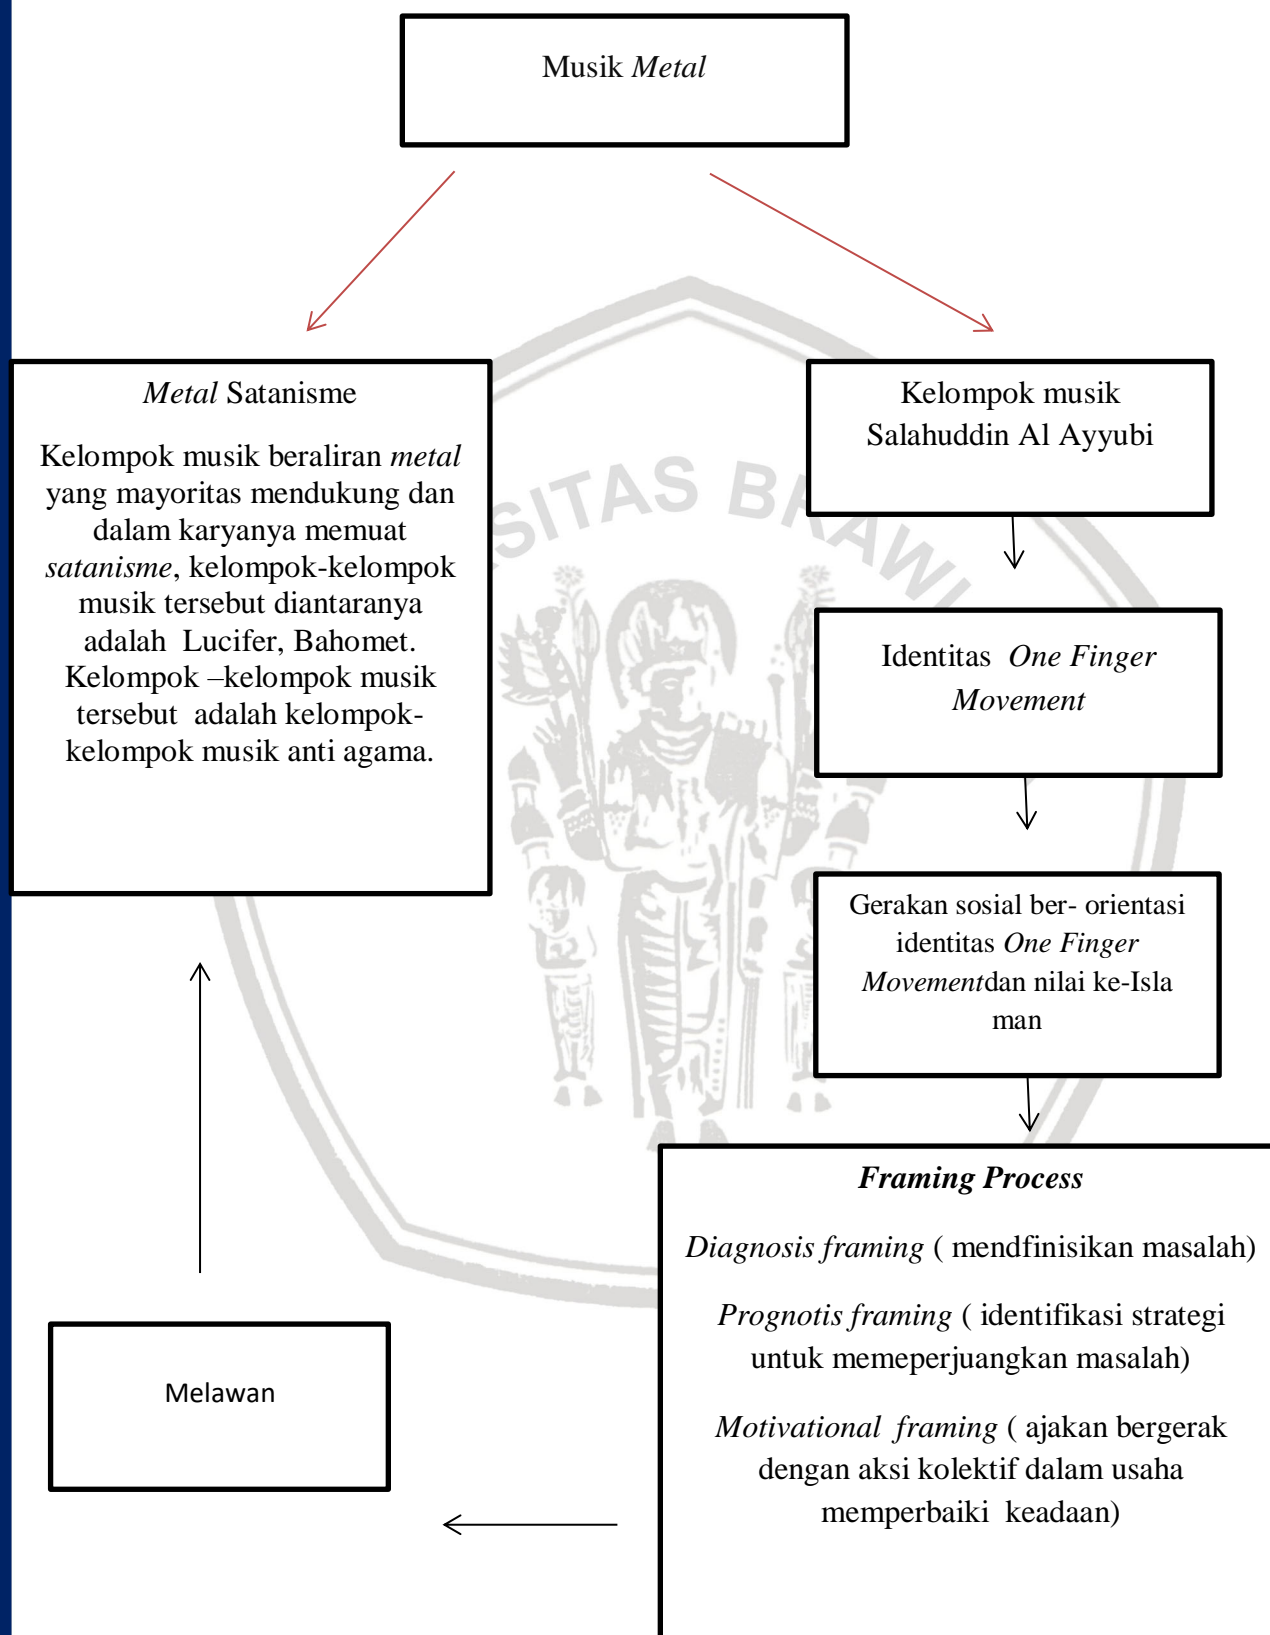 Musik Metal
Metal Satanisme
Kelompok musik beraliran metal
yang mayoritas mendukung dan
dalam karyanya memuat
satanisme, kelompok-kelompok
musik tersebut diantaranya
adalah Lucifer, Bahomet.
Kelompok –kelompok musik
tersebut adalah kelompok-
kelompok musik anti agama.
Kelompok musik
Salahuddin Al Ayyubi
SITAS BRAWI
Identitas One Finger
Movement
Gerakan sosial ber- orientasi
identitas One Finger
Movementdan nilai ke-Isla
man
Framing Process
Diagnosis framing ( mendfinisikan masalah)
Prognotis framing ( identifikasi strategi
untuk memeperjuangkan masalah)
Motivational framing ( ajakan bergerak
dengan aksi kolektif dalam usaha
memperbaiki keadaan)
Melawan